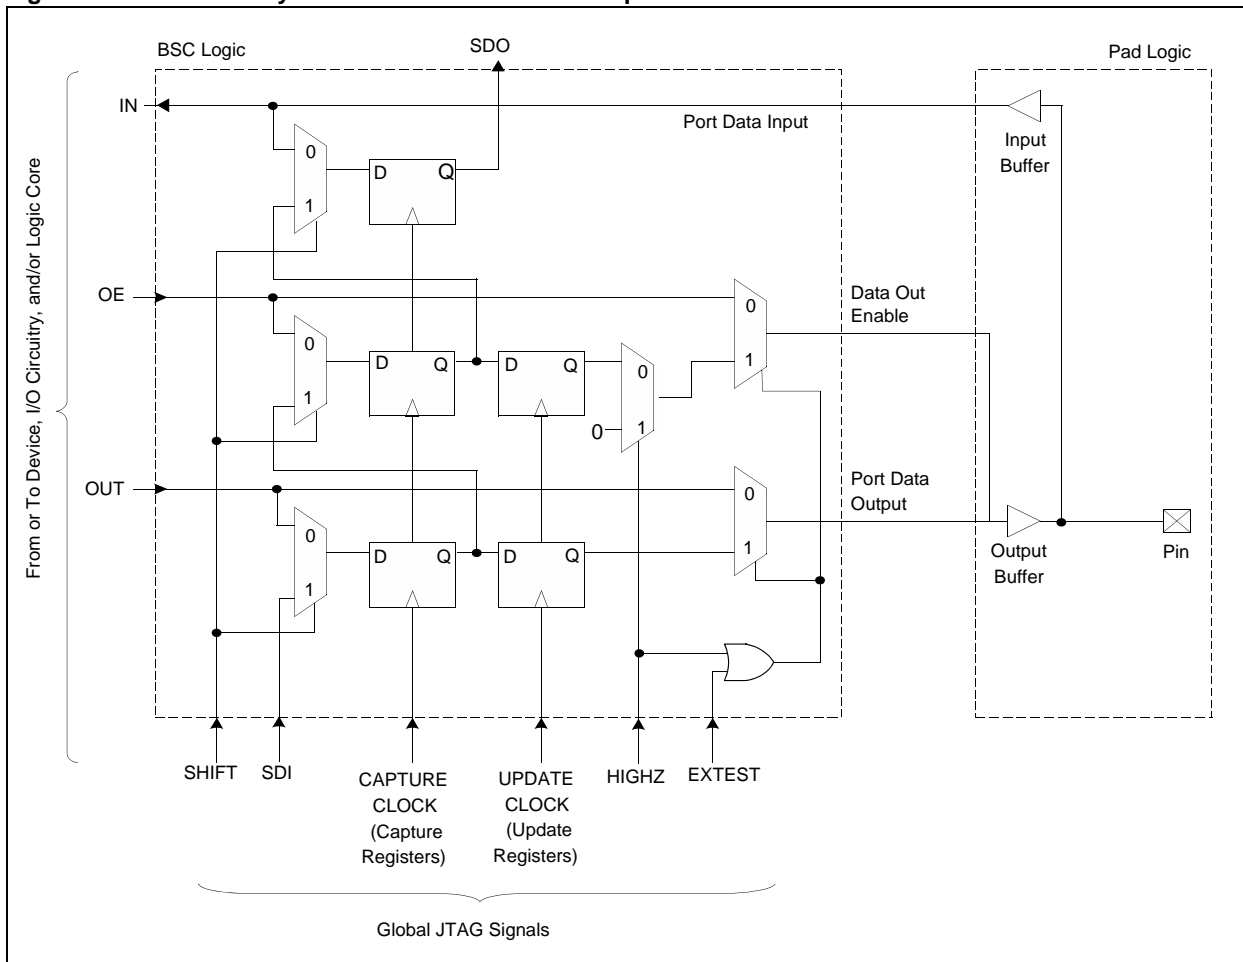 BSC Logic
SDO
Pad Logic
IN
Port Data Input
Input
Buffer
0
1
D
Q
OE
0
1
D
Q
D
Q
0
0
1
0
1
Data Out
Enable
OUT
0
1
D
Q
D
Q
0
1
Port Data
Output
Output
Buffer
Pin
From or To Device, I/O Circuitry, and/or Logic Core
SHIFT
SDI
CAPTURE
CLOCK
(Capture
Registers)
UPDATE
CLOCK
(Update
Registers)
HIGHZ
EXTEST
Global JTAG Signals